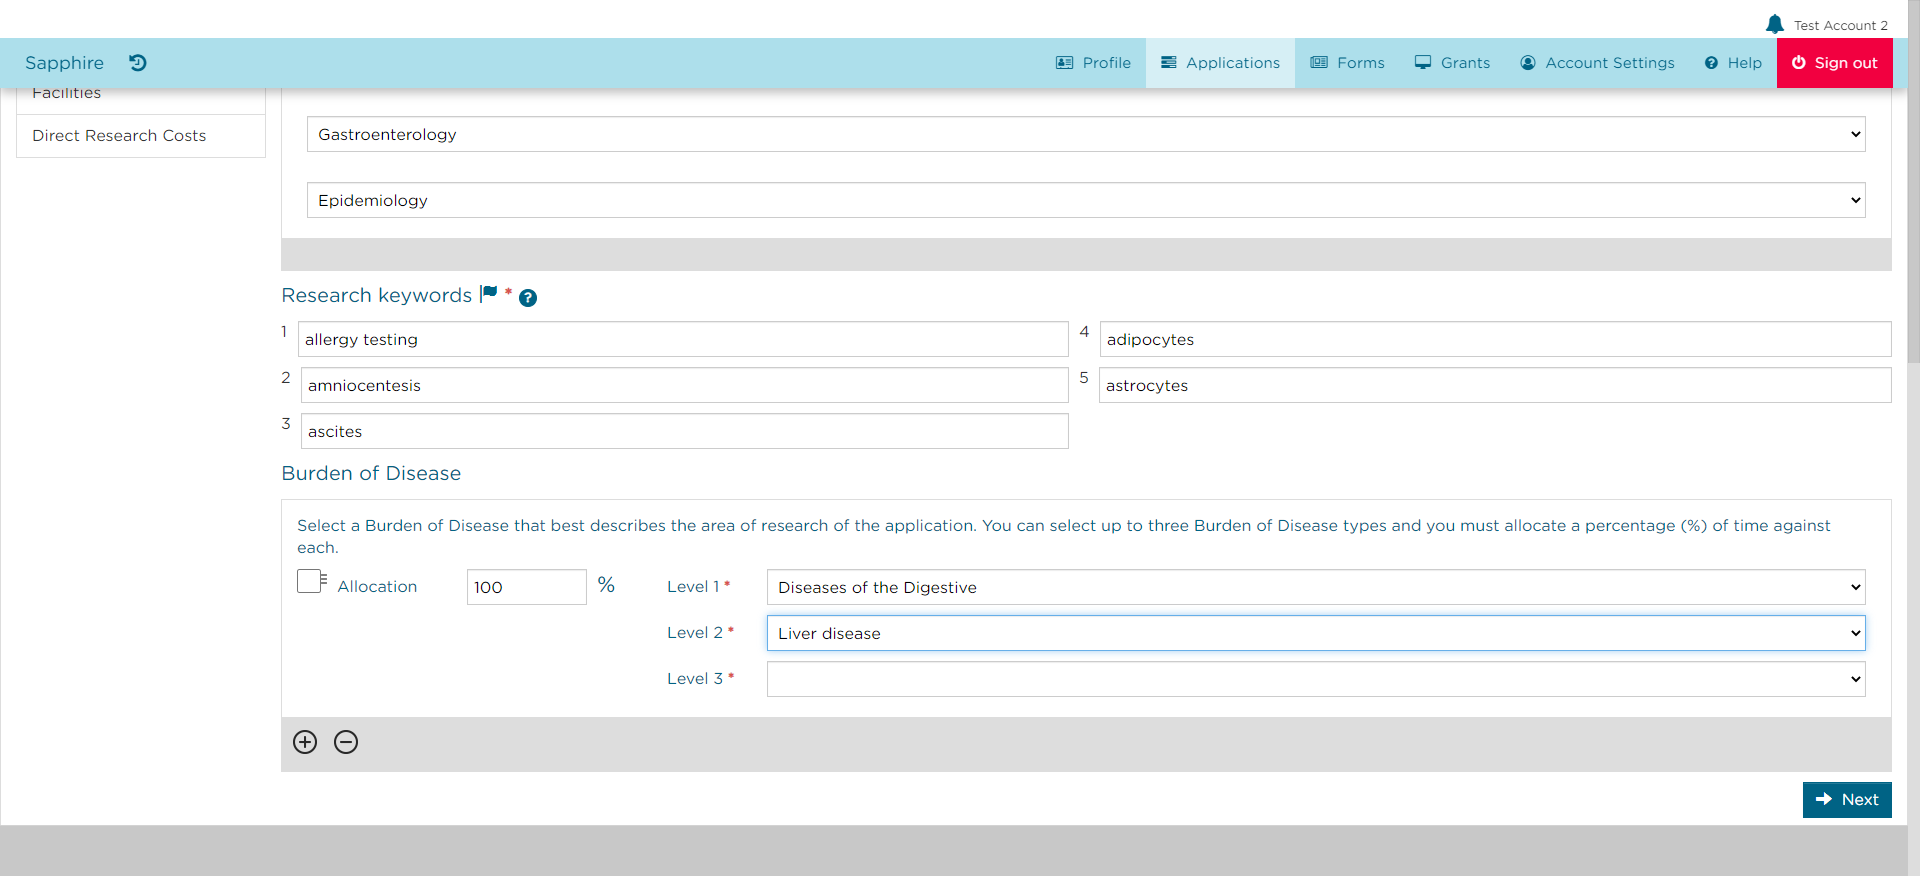 Test Account 2
Sapphire
Profile
Applications
Forms
Grants
Account Settings
Help
Sign out
Facilities
Direct Research Costs
Gastroenterology
Epidemiology
Research keywords * ?
1 allergy testing
4 adipocytes
2 amniocentesis
5 astrocytes
3 ascites
Burden of Disease
Select a Burden of Disease that best describes the area of research of the application. You can select up to three Burden of Disease types and you must allocate a percentage (%) of time against
each.
Allocation 100 % Level 1 * Diseases of the Digestive
Level 2 * Liver disease
Level 3 *
Next